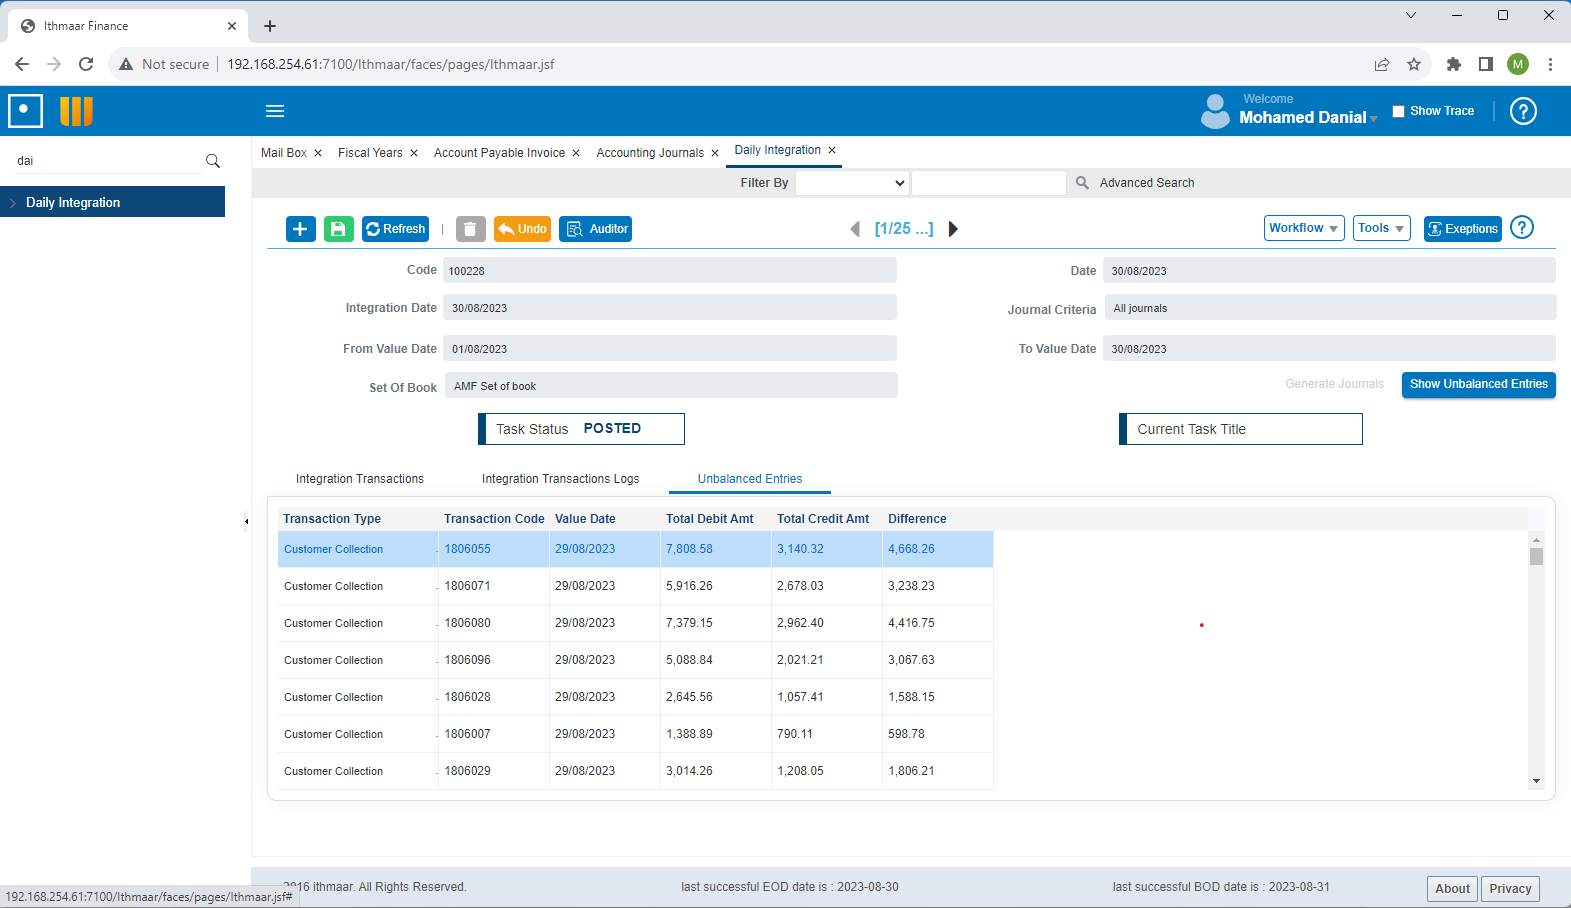 Ithmaar Finance
Not secure 192.168.254.61:7100/Ithmaar/faces/pages/Ithmaar.jsf
M
Welcome
Mohamed Danial
Show Trace
dai
Daily Integration
Mail Box Fiscal Years Account Payable Invoice Accounting Journals Daily Integration
Filter By Advanced Search
Refresh Undo Auditor [1/25 ...] Workflow Tools Exeptions
Code 100228 Date 30/08/2023
Integration Date 30/08/2023 Journal Criteria All journals
From Value Date 01/08/2023 To Value Date 30/08/2023
Set Of Book AMF Set of book Generate Journals Show Unbalanced Entries
Task Status POSTED Current Task Title
Integration Transactions Integration Transactions Logs Unbalanced Entries
Transaction Type Transaction Code Value Date Total Debit Amt Total Credit Amt Difference
Customer Collection 1806055 29/08/2023 7,808.58 3,140.32 4,668.26
Customer Collection 1806071 29/08/2023 5,916.26 2,678.03 3,238.23
Customer Collection 1806080 29/08/2023 7,379.15 2,962.40 4,416.75
Customer Collection 1806096 29/08/2023 5,088.84 2,021.21 3,067.63
Customer Collection 1806028 29/08/2023 2,645.56 1,057.41 1,588.15
Customer Collection 1806007 29/08/2023 1,388.89 790.11 598.78
Customer Collection 1806029 29/08/2023 3,014.26 1,208.05 1,806.21
2016 ithmaar. All Rights Reserved. last successful EOD date is : 2023-08-30 last successful BOD date is : 2023-08-31 About Privacy
192.168.254.61:7100/Ithmaar/faces/pages/Ithmaar.jsf#